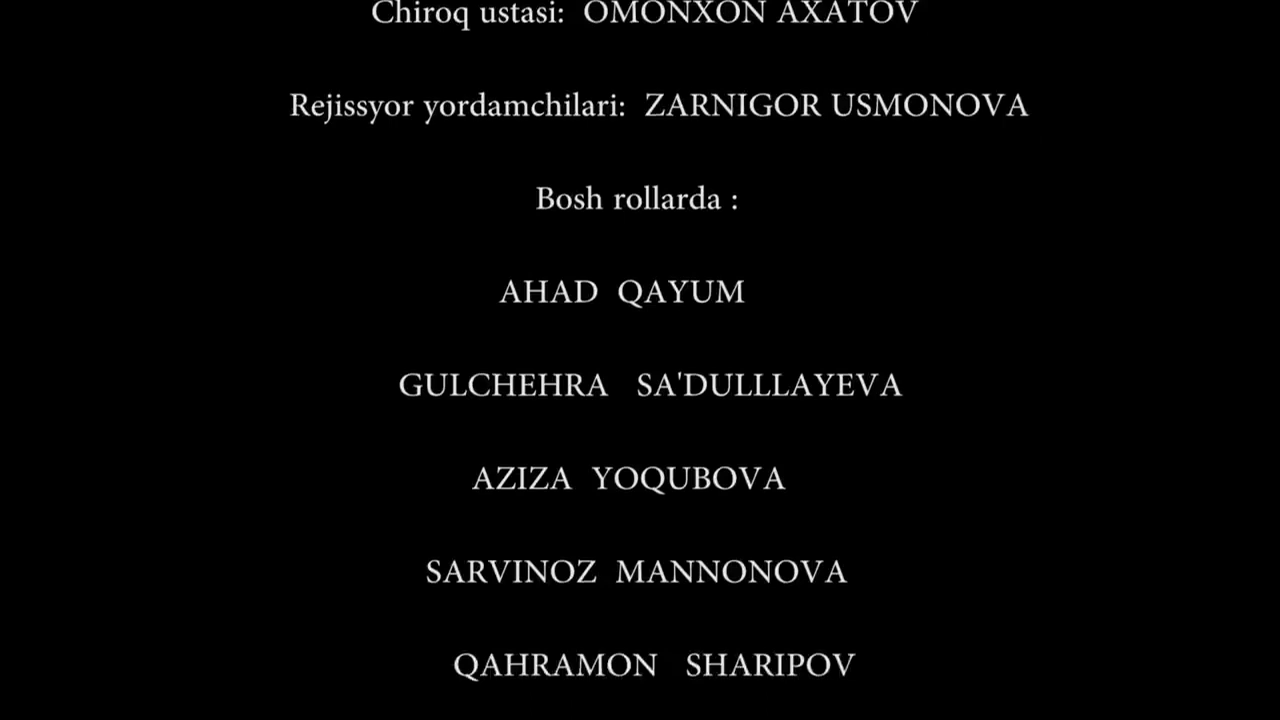 Chiroq ustasi: OMONXON AXATOV
Rejissyor yordamchilari: ZARNIGOR USMONOVA
Bosh rollarda :
AHAD QAYUM
GULCHEHRA SA'DULLLAYEVA
AZIZA YOQUBOVA
SARVINOZ MANNONOVA
QAHRAMON SHARIPOV